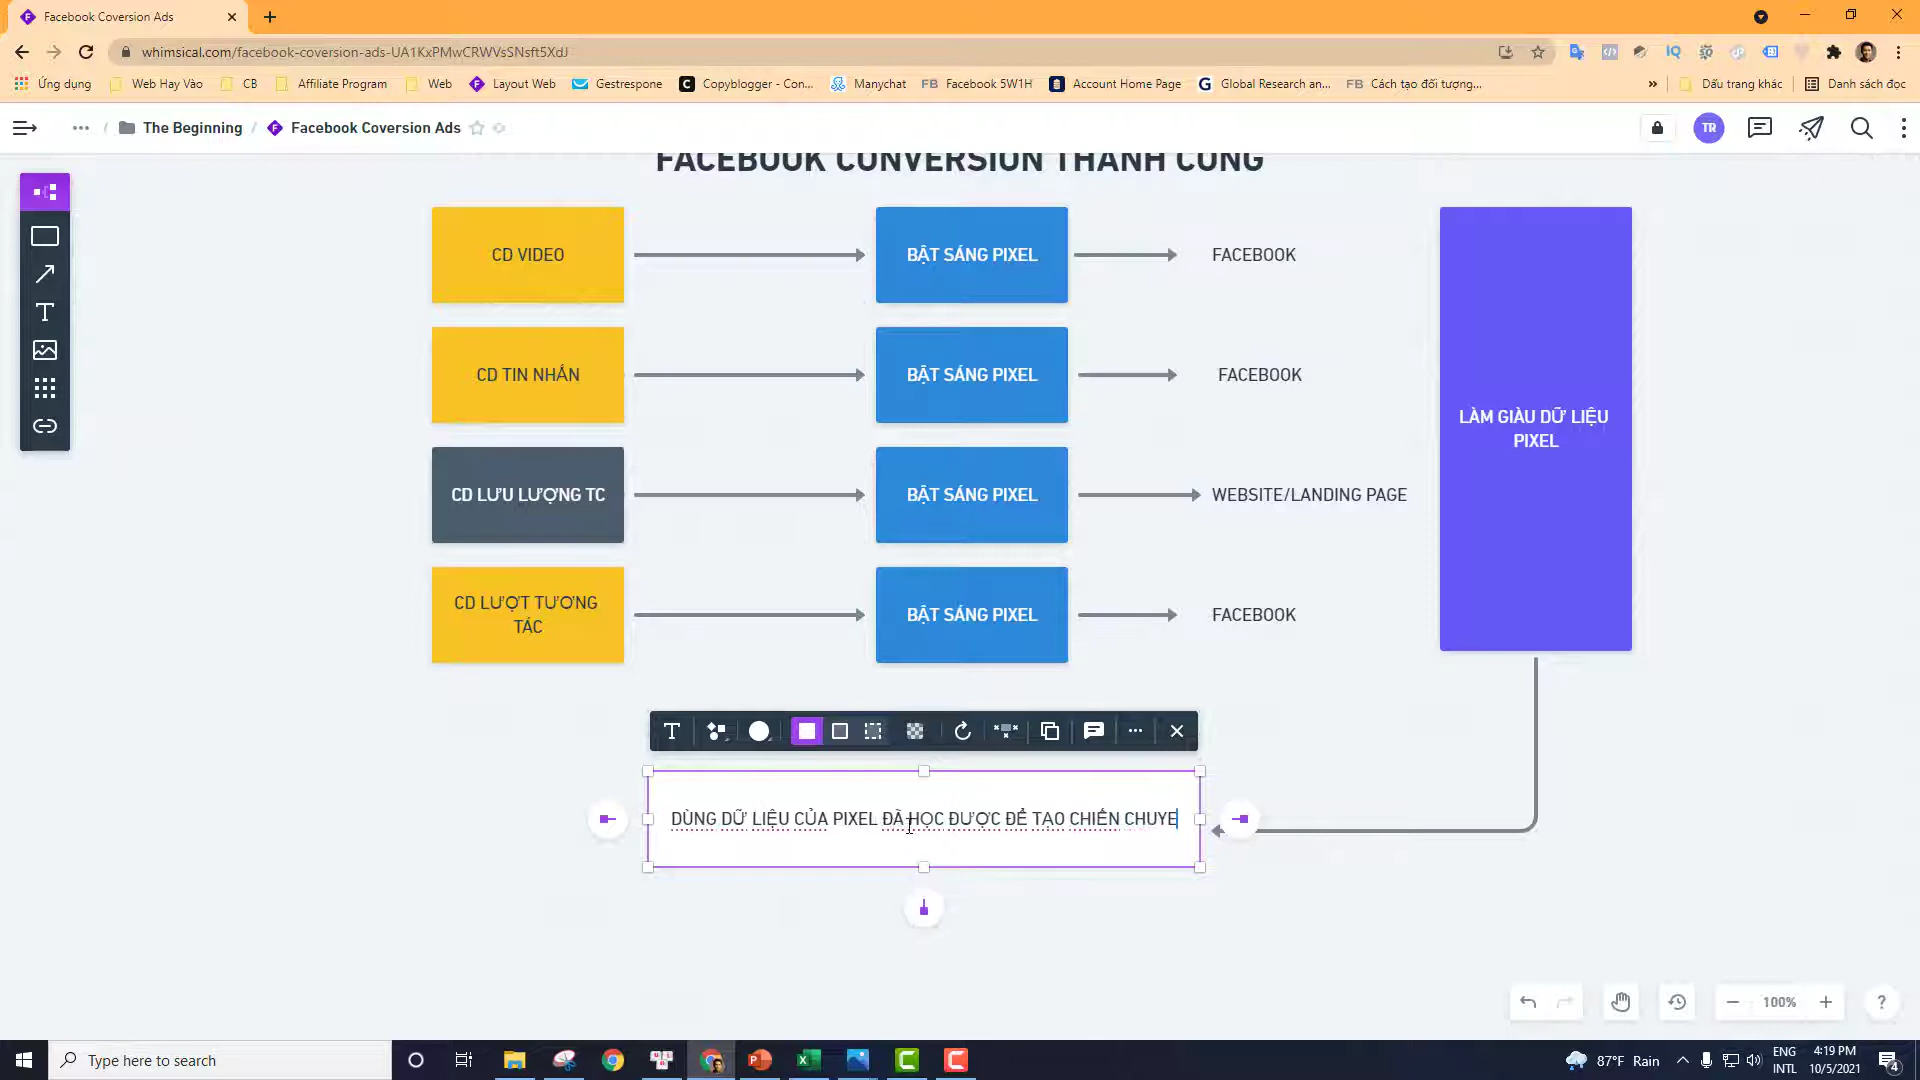 Facebook Coversion Ads
whimsical.com/facebook-coversion-ads-UA1KxPMwCRWVsSNsft5XdJ
Ứng dụng
Web Hay Vào
CB
Affiliate Program
Web
Layout Web
Gestrespone
Copyblogger - Con...
Manychat
FB Facebook 5W1H
Account Home Page
Global Research an...
FB Cách tạo đối tượng...
»
Dấu trang khác
Danh sách đọc
... / The Beginning / Facebook Coversion Ads
TR
FACEBOOK CONVERSION THÀNH CÔNG
CD VIDEO
BẬT SÁNG PIXEL
FACEBOOK
CD TIN NHẮN
BẬT SÁNG PIXEL
FACEBOOK
LÀM GIÀU DỮ LIỆU
PIXEL
CD LƯU LƯỢNG TC
BẬT SÁNG PIXEL
WEBSITE/LANDING PAGE
CD LƯỢT TƯƠNG
TÁC
BẬT SÁNG PIXEL
FACEBOOK
DÙNG DỮ LIỆU CỦA PIXEL ĐÃ HỌC ĐƯỢC ĐỂ TẠO CHIẾN CHUYE
100%
?
Type here to search
87°F Rain
ENG
INTL
4:19 PM
10/5/2021
4